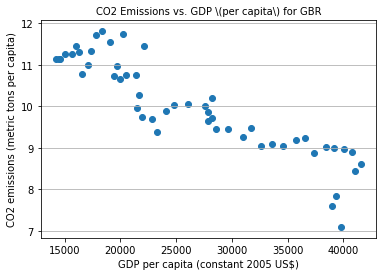 CO2 Emissions vs. GDP \(per capita\) for GBR
CO2 emissions (metric tons per capita)
12
11
10
9
8
7
15000 20000 25000 30000 35000 40000
GDP per capita (constant 2005 US$)